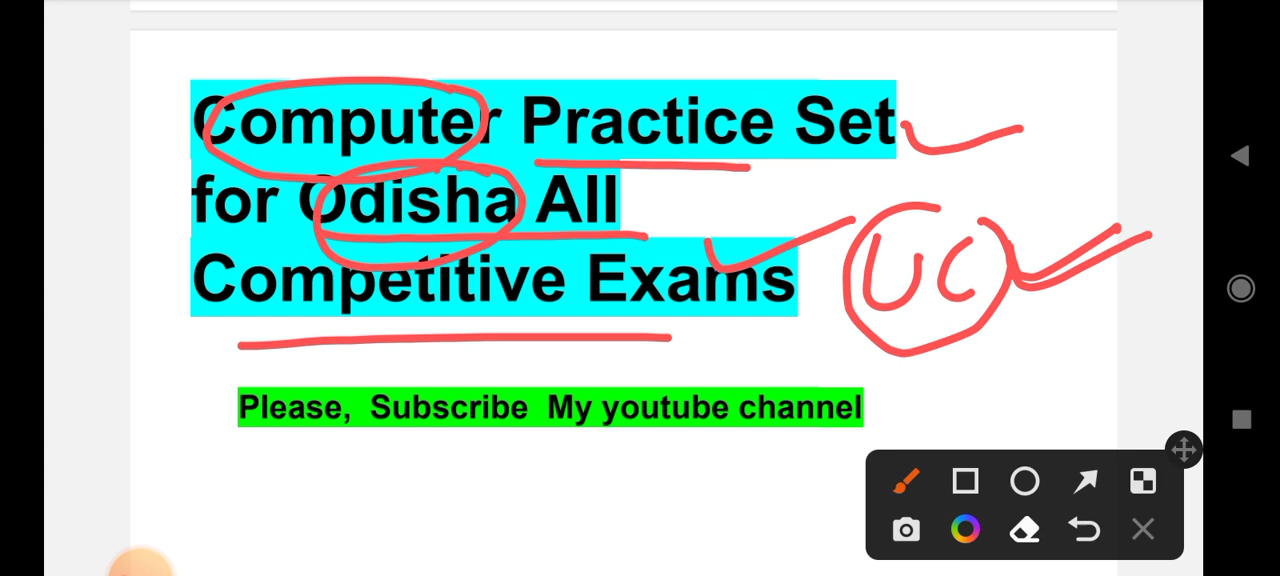 Computer Practice Set
for Odisha All
Competitive Exams
UC
Please, Subscribe My youtube channel